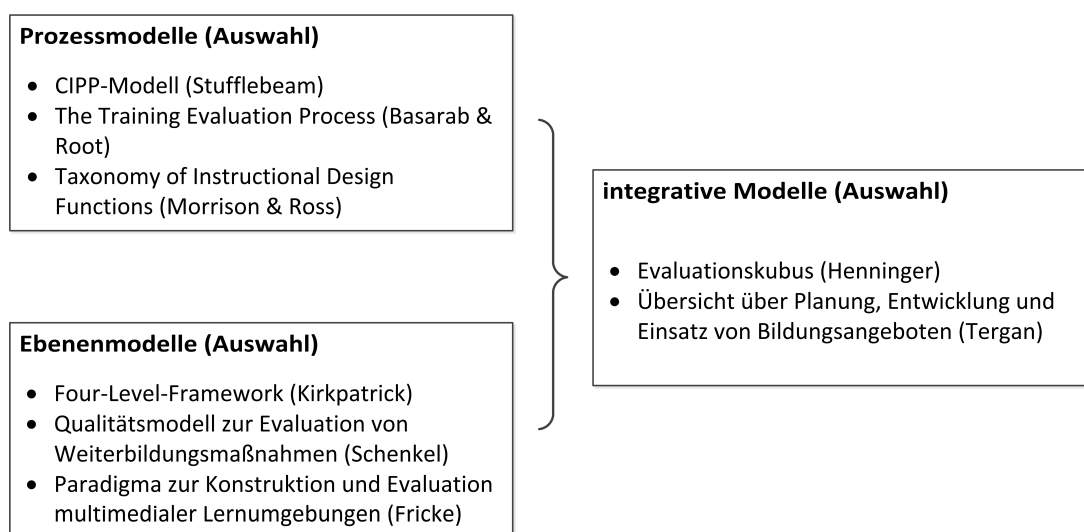 Prozessmodelle (Auswahl)
• CIPP-Modell (Stufflebeam)
• The Training Evaluation Process (Basarab &
Root)
• Taxonomy of Instructional Design
Functions (Morrison & Ross)
Ebenenmodelle (Auswahl)
• Four-Level-Framework (Kirkpatrick)
• Qualitätsmodell zur Evaluation von
Weiterbildungsmaßnahmen (Schenkel)
• Paradigma zur Konstruktion und Evaluation
multimedialer Lernumgebungen (Fricke)
integrative Modelle (Auswahl)
• Evaluationskubus (Henninger)
• Übersicht über Planung, Entwicklung und
Einsatz von Bildungsangeboten (Tergan)